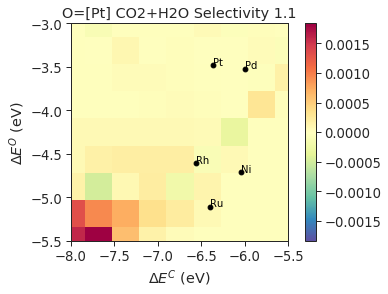 O=[Pt] CO2+H2O Selectivity 1.1
−3.0
−3.5
−4.0
−4.5
−5.0
−5.5
ΔE^O (eV)
Pt
Pd
Rh
Ni
Ru
−8.0 −7.5 −7.0 −6.5 −6.0 −5.5
ΔE^C (eV)
0.0015
0.0010
0.0005
0.0000
−0.0005
−0.0010
−0.0015